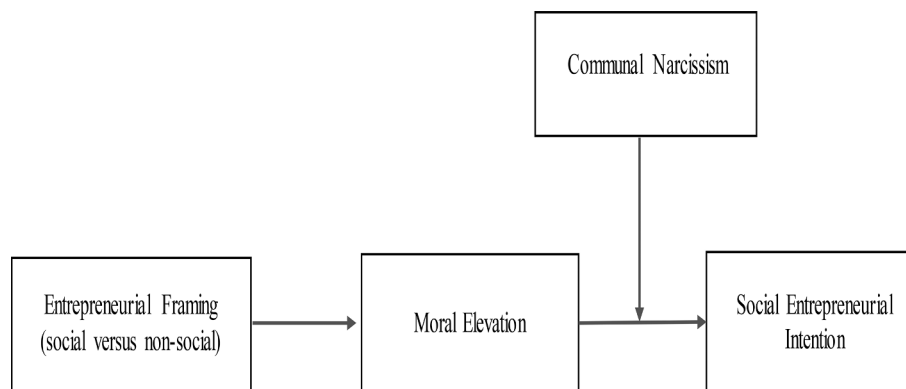 Communal Narcissism
Entrepreneurial Framing
(social versus non-social)
Moral Elevation
Social Entrepreneurial
Intention